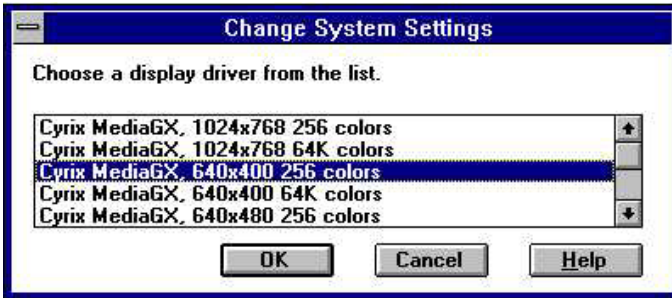 Change System Settings
Choose a display driver from the list.
Cyrix MediaGX, 1024x768 256 colors
Cyrix MediaGX, 1024x768 64K colors
Cyrix MediaGX, 640x400 256 colors
Cyrix MediaGX, 640x400 64K colors
Cyrix MediaGX, 640x480 256 colors
OK Cancel Help